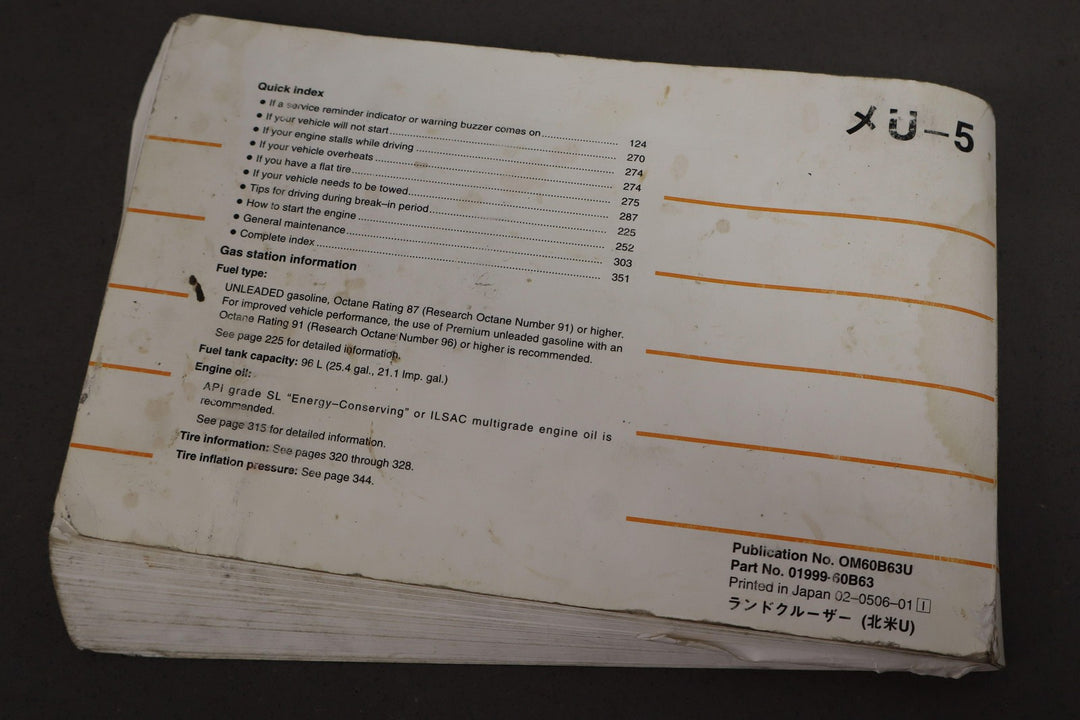 メU–5
Quick index
● If a service reminder indicator or warning buzzer comes on.................... 124
● If your vehicle will not start.................... 270
● If your engine stalls while driving .................... 274
● If your vehicle overheats .................... 274
● If you have a flat tire.................... 275
● If your vehicle needs to be towed.................... 287
● Tips for driving during break–in period.................... 225
● How to start the engine .................... 252
● General maintenance.................... 303
● Complete index.................... 351
Gas station information
Fuel type:
UNLEADED gasoline, Octane Rating 87 (Research Octane Number 91) or higher.
For improved vehicle performance, the use of Premium unleaded gasoline with an
Octane Rating 91 (Research Octane Number 96) or higher is recommended.
See page 225 for detailed information.
Fuel tank capacity: 96 L (25.4 gal., 21.1 Imp. gal.)
Engine oil:
API grade SL “Energy–Conserving” or ILSAC multigrade engine oil is
recommended.
See page 315 for detailed information.
Tire information: See pages 320 through 328.
Tire inflation pressure: See page 344.
Publication No. OM60B63U
Part No. 01999-60B63
Printed in Japan 02–0506–01 I
ランドクルーザー (北米U)